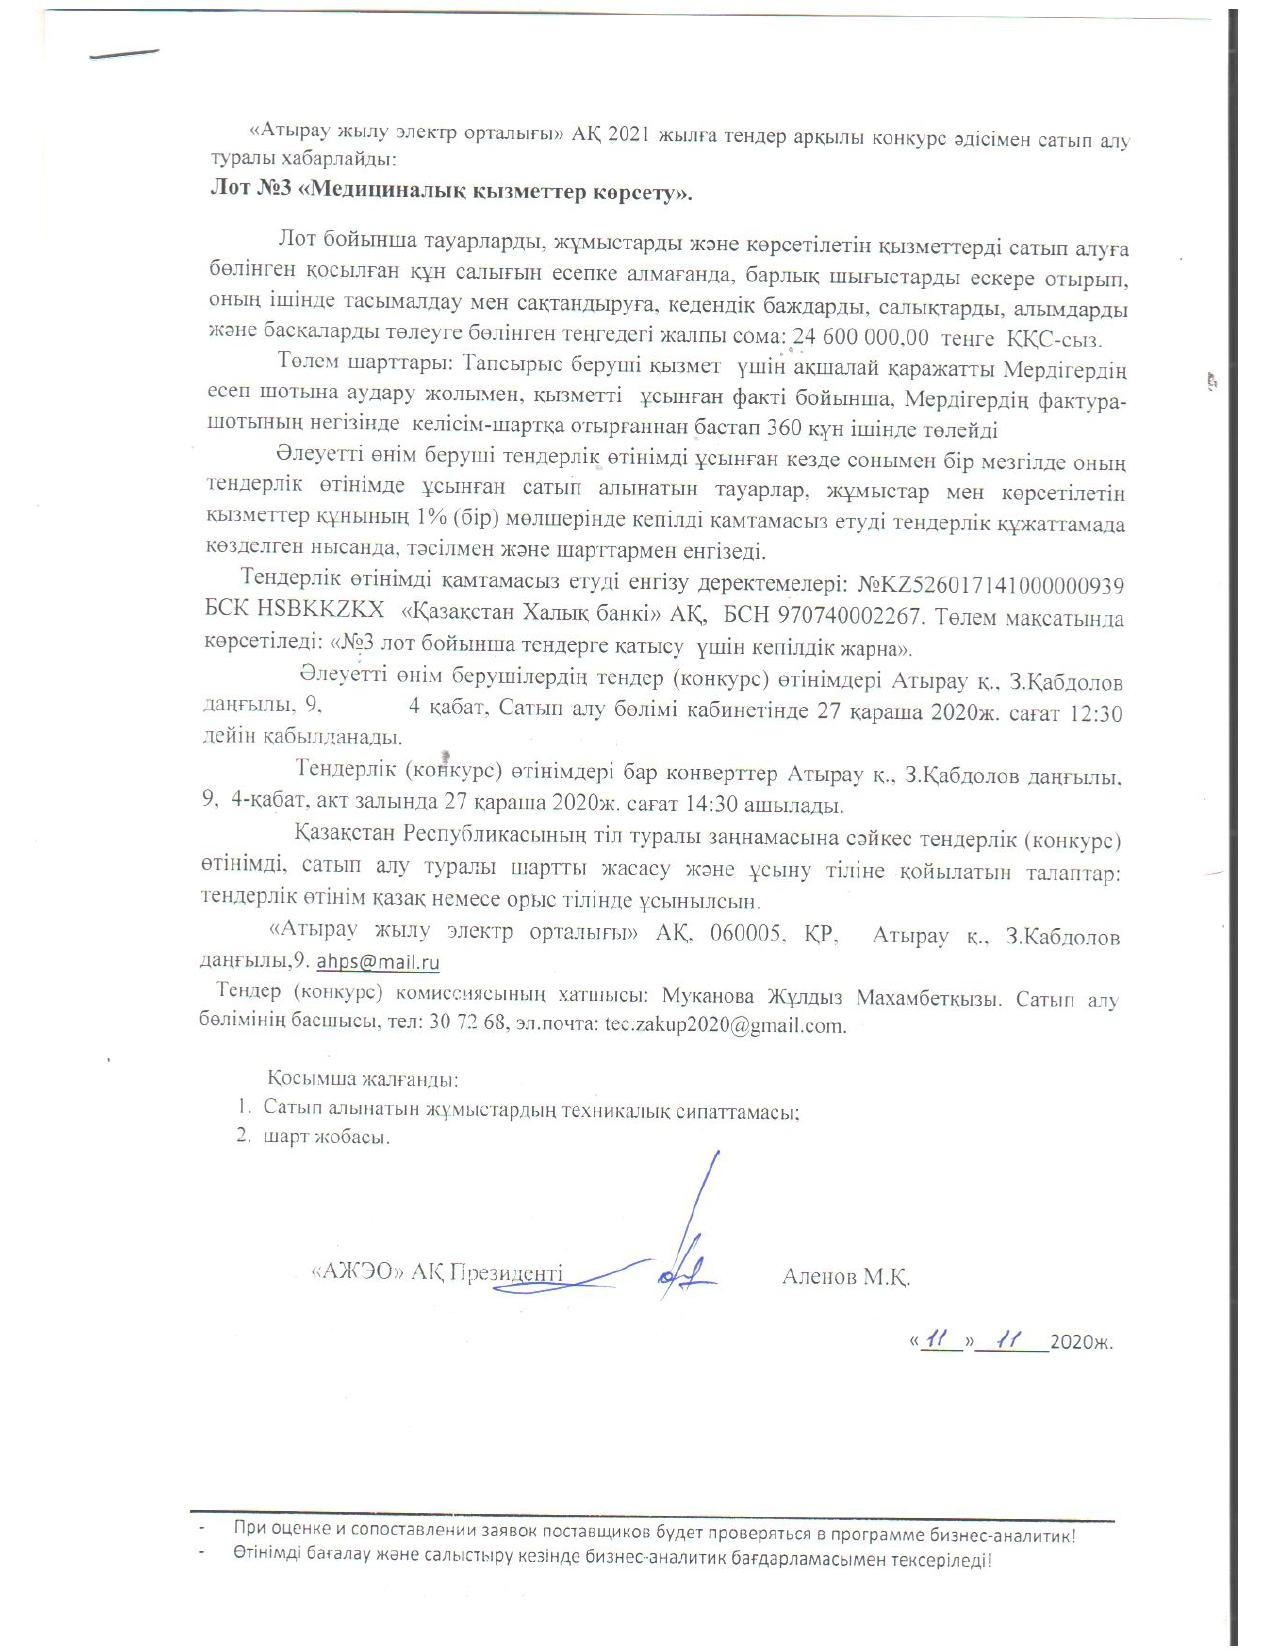 «Атырау жылу электр орталығы» АҚ 2021 жылға тендер арқылы конкурс әдісімен сатып алу
туралы хабарлайды:
Лот №3 «Медициналық қызметтер көрсету».
Лот бойынша тауарларды, жұмыстарды және көрсетілетін қызметтерді сатып алуға
бөлінген қосылған құн салығын есепке алмағанда, барлық шығыстарды ескере отырып,
оның ішінде тасымалдау мен сақтандыруға, кедендік баждарды, салықтарды, алымдарды
және басқаларды төлеуге бөлінген теңгедегі жалпы сома: 24 600 000,00 тенге ҚҚС-сыз.
Төлем шарттары: Тапсырыс беруші қызмет үшін ақшалай қаражатты Мердігердің
есеп шотына аудару жолымен, қызметті ұсынған факті бойынша, Мердігердің фактура-
шотының негізінде келісім-шартқа отырғаннан бастап 360 күн ішінде төлейді
Әлеуетті өнім беруші тендерлік өтінімді ұсынған кезде сонымен бір мезгілде оның
тендерлік өтінімде ұсынған сатып алынатын тауарлар, жұмыстар мен көрсетілетін
қызметтер құнының 1% (бір) мөлшерінде кепілді қамтамасыз етуді тендерлік құжаттамада
көзделген нысанда, тәсілмен және шарттармен енгізеді.
Тендерлік өтінімді қамтамасыз етуді енгізу деректемелері: №KZ526017141000000939
БСК HSBKKZKX «Қазақстан Халық банкі» АҚ, БСН 970740002267. Төлем мақсатында
көрсетіледі: «№3 лот бойынша тендерге қатысу үшін кепілдік жарна».
Әлеуетті өнім берушілердің тендер (конкурс) өтінімдері Атырау қ., З.Қабдолов
даңғылы, 9, 4 қабат, Сатып алу бөлімі кабинетінде 27 қараша 2020ж. сағат 12:30
дейін қабылданады.
Тендерлік (конкурс) өтінімдері бар конверттер Атырау қ., З.Қабдолов даңғылы,
9, 4-қабат, акт залында 27 қараша 2020ж. сағат 14:30 ашылады.
Қазақстан Республикасының тіл туралы заңнамасына сәйкес тендерлік (конкурс)
өтінімді, сатып алу туралы шартты жасасу және ұсыну тіліне қойылатын талаптар:
тендерлік өтінім қазақ немесе орыс тілінде ұсынылсын.
«Атырау жылу электр орталығы» АҚ, 060005, ҚР, Атырау қ., З.Кабдолов
даңғылы,9. ahps@mail.ru
Тендер (конкурс) комиссиясының хатшысы: Муканова Жұлдыз Махамбетқызы. Сатып алу
бөлімінің басшысы, тел: 30 72 68, эл.почта: tec.zakup2020@gmail.com.
Қосымша жалғанды:
1. Сатып алынатын жұмыстардың техникалық сипаттамасы;
2. шарт жобасы.
«АЖЭО» АҚ Президенті Аленов М.Қ.
«11» 11 2020ж.
- При оценке и сопоставлении заявок поставщиков будет проверяться в программе бизнес-аналитик!
- Өтінімді бағалау және салыстыру кезінде бизнес-аналитик бағдарламасымен тексеріледі!